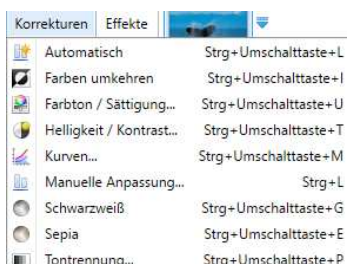 Korrekturen Effekte
Automatisch Strg+Umschalttaste+L
Farben umkehren Strg+Umschalttaste+I
Farbton / Sättigung... Strg+Umschalttaste+U
Helligkeit / Kontrast... Strg+Umschalttaste+T
Kurven... Strg+Umschalttaste+M
Manuelle Anpassung... Strg+L
Schwarzweiß Strg+Umschalttaste+G
Sepia Strg+Umschalttaste+E
Tontrennung... Strg+Umschalttaste+P